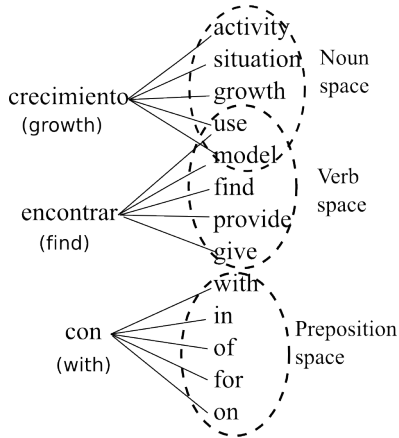 activity
situation
growth
use
model
find
provide
give
with
in
of
for
on
crecimiento
(growth)
encontrar
(find)
con
(with)
Noun
space
Verb
space
Preposition
space